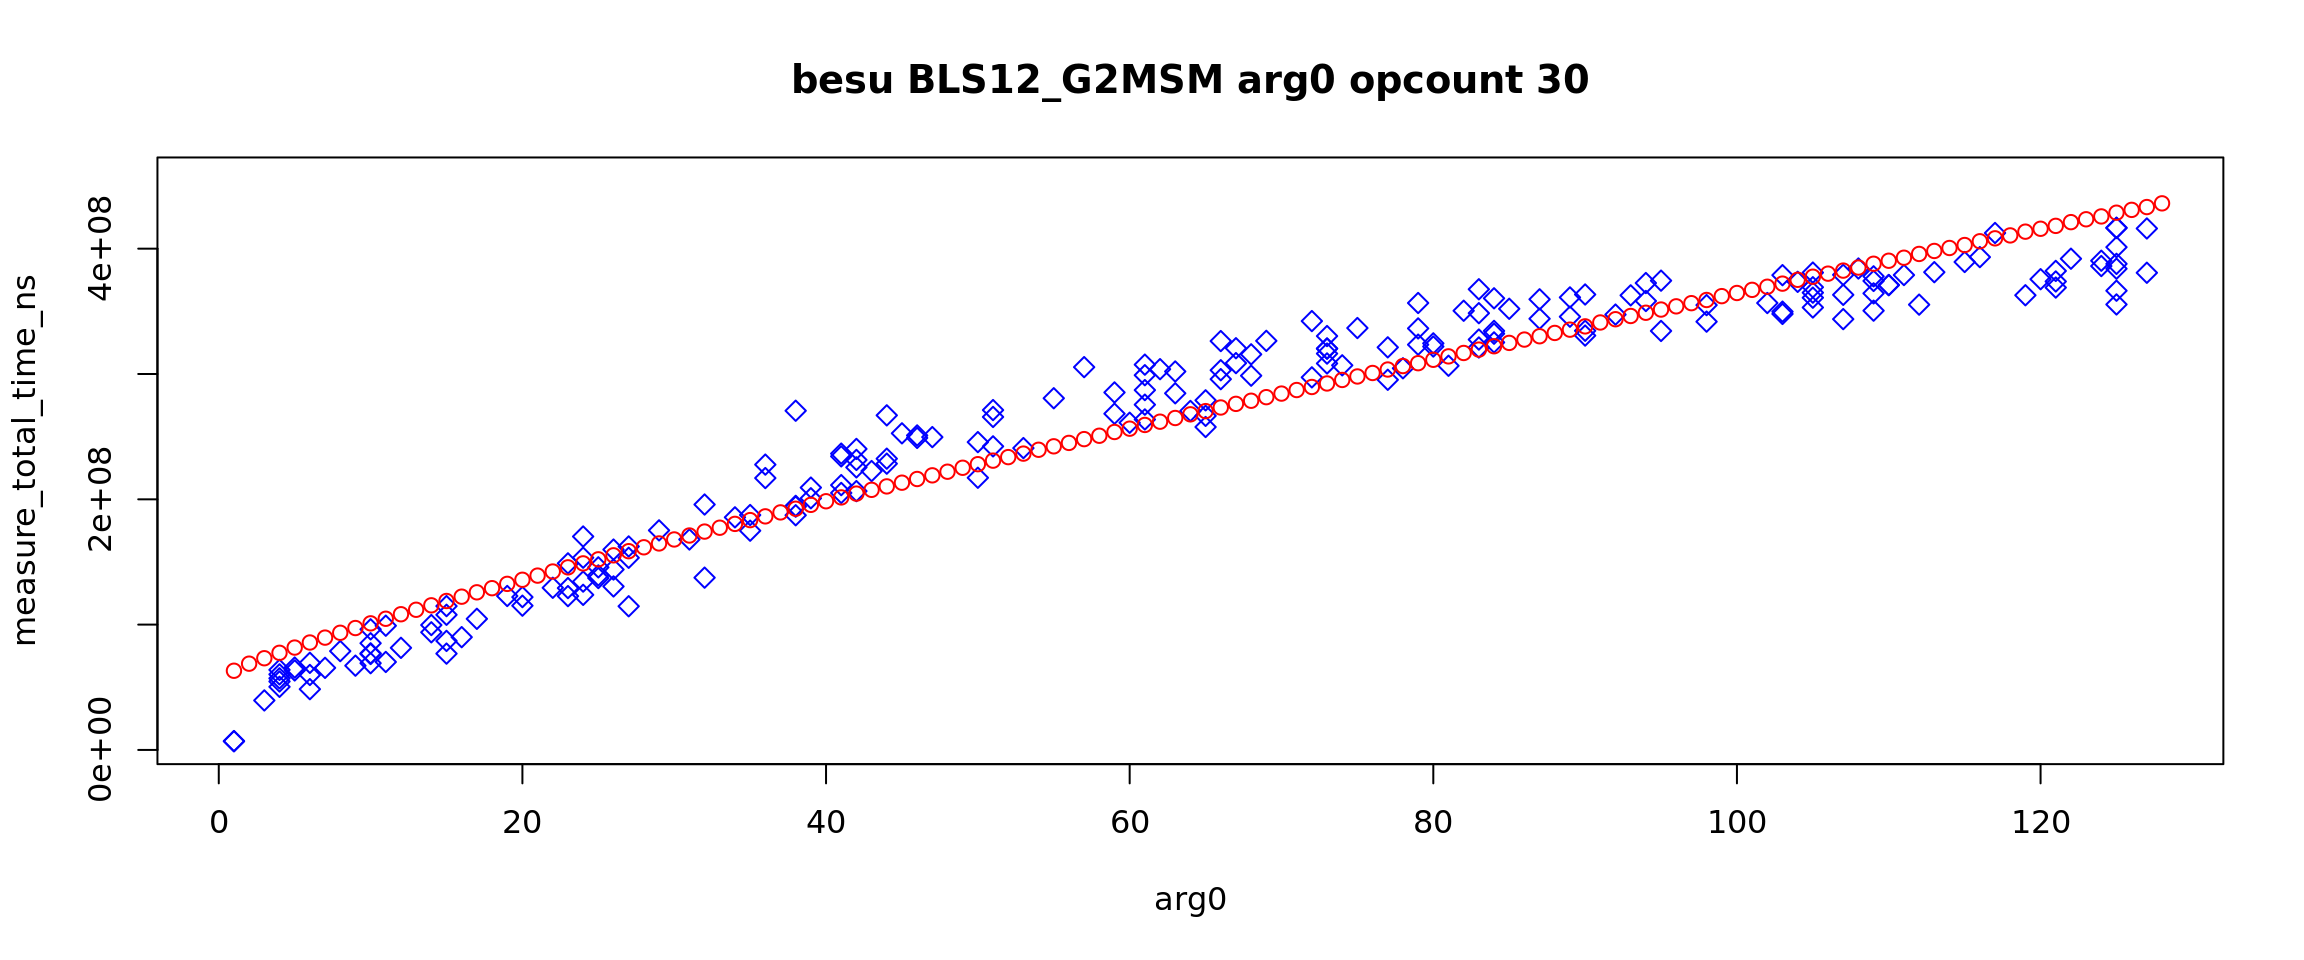 besu BLS12_G2MSM arg0 opcount 30
measure_total_time_ns
4e+08
2e+08
0e+00
0 20 40 60 80 100 120
arg0